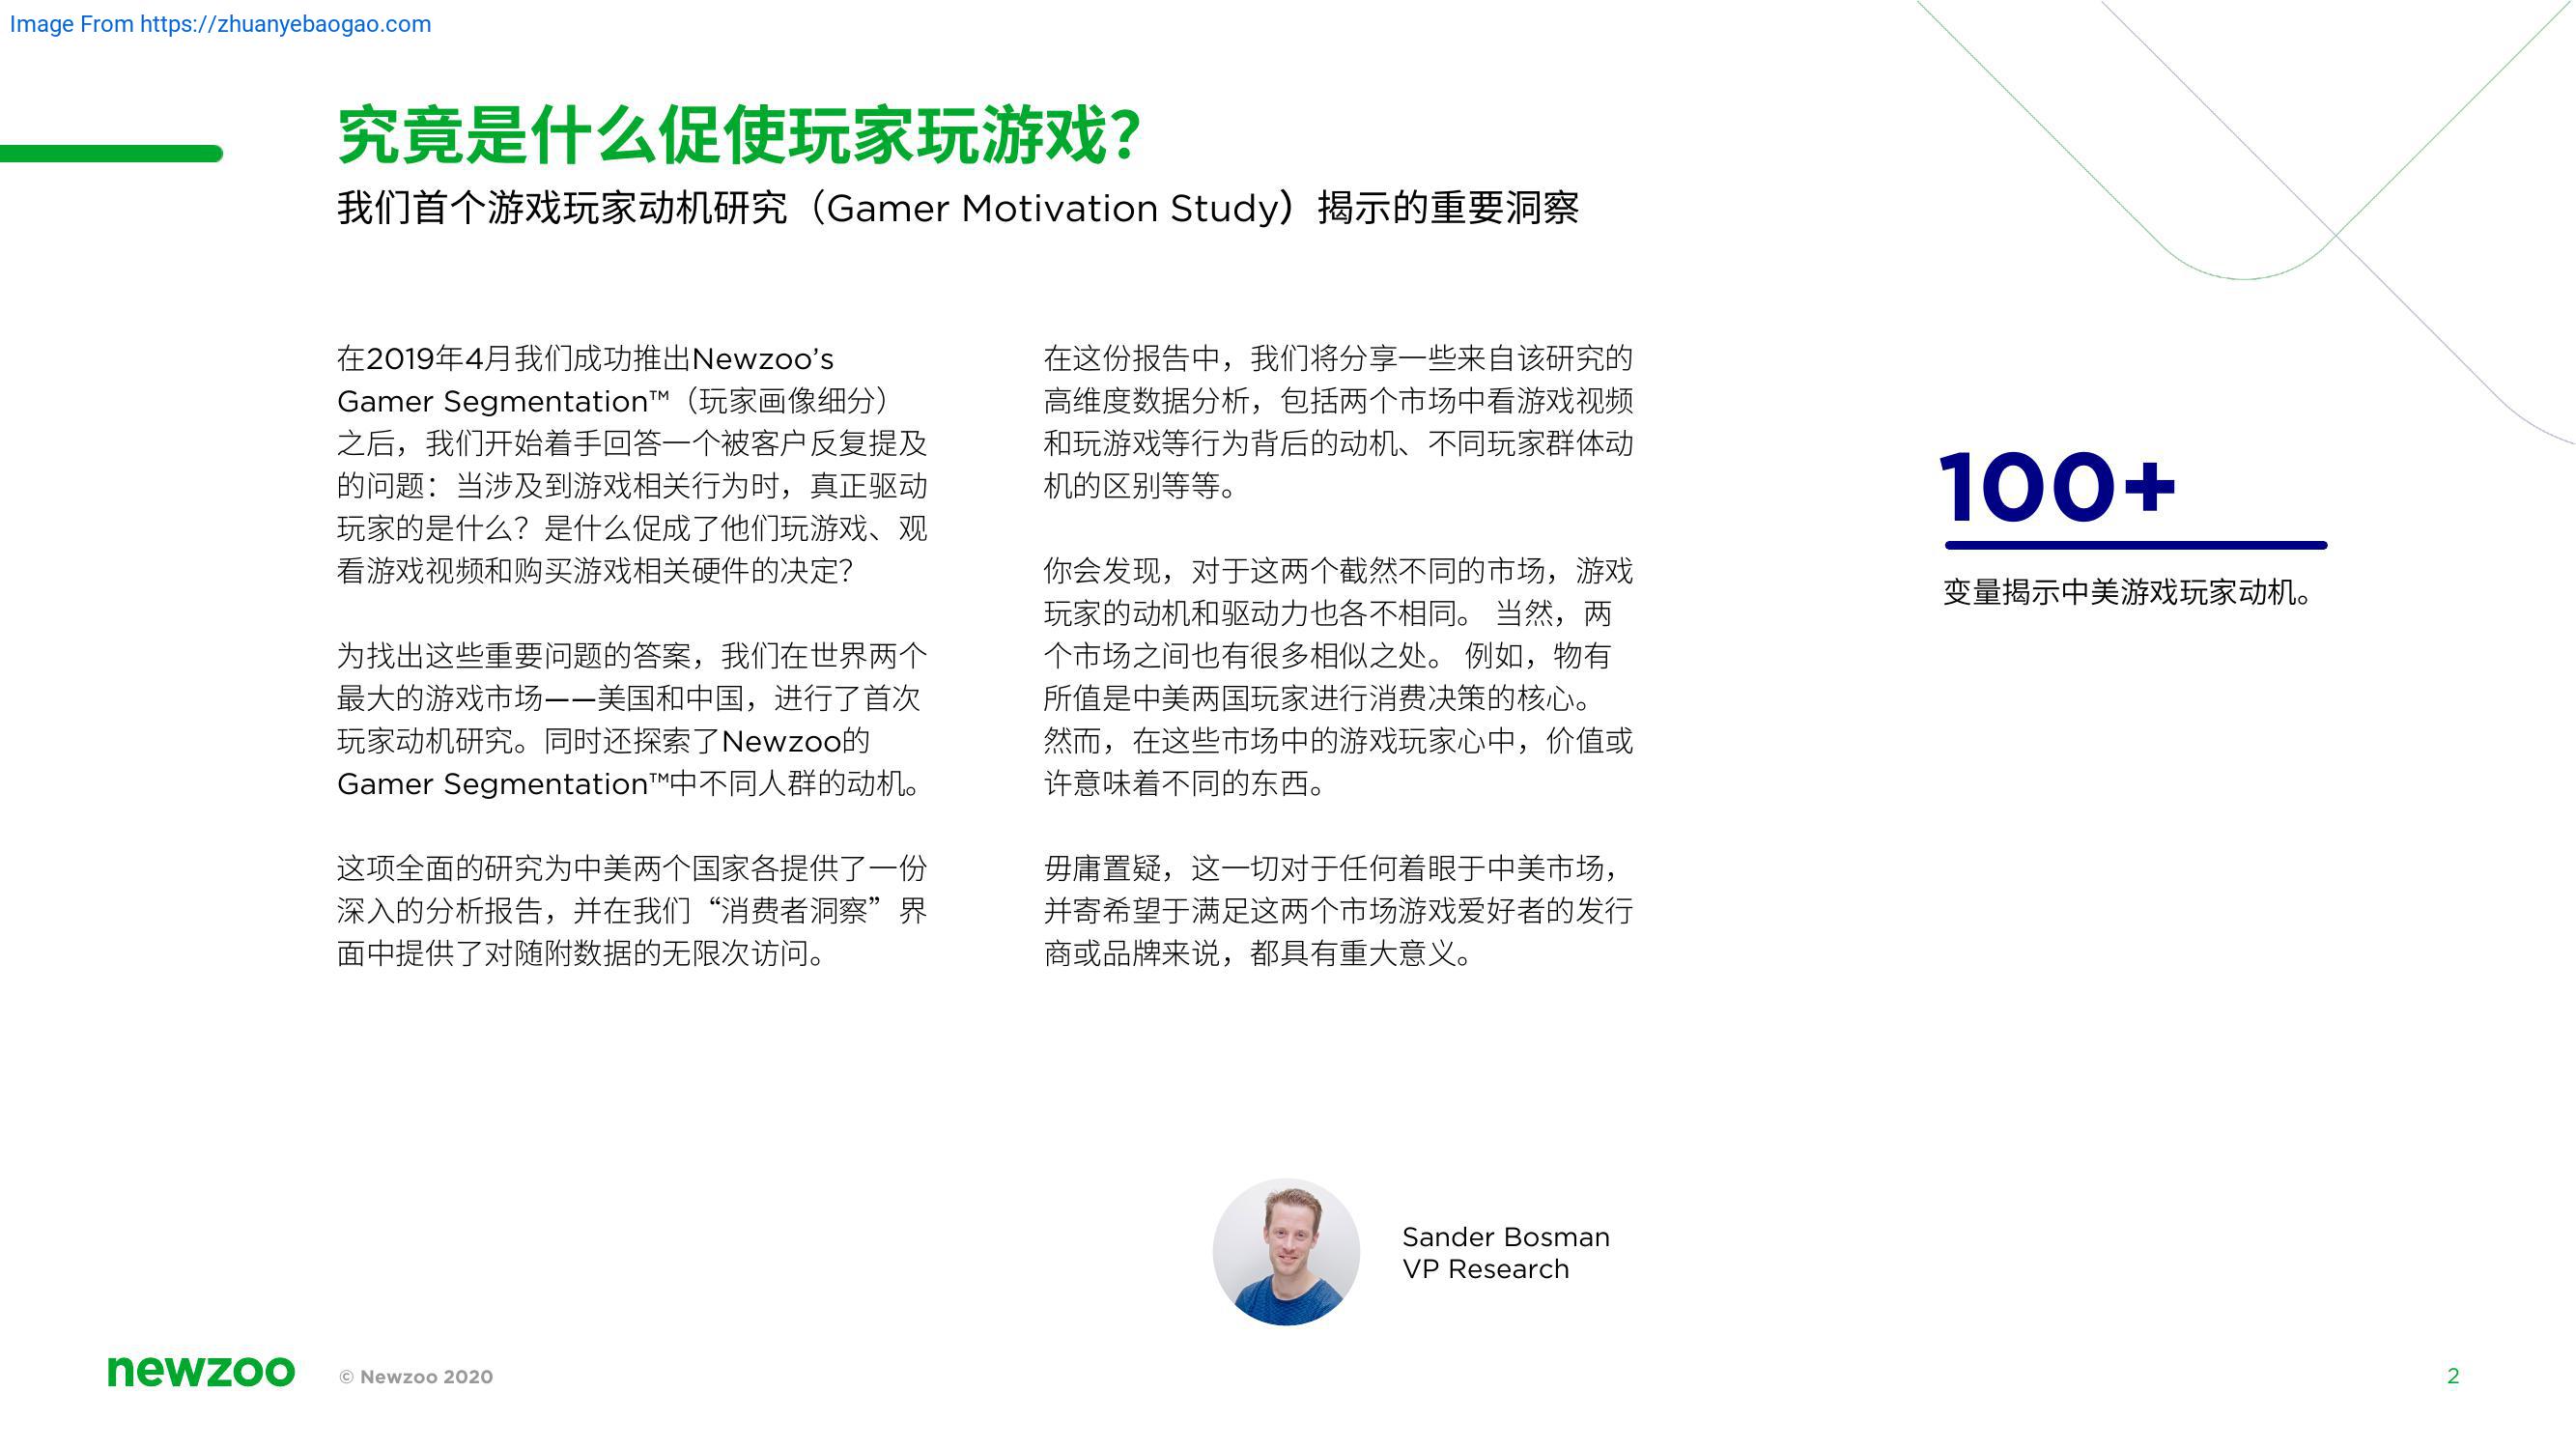 Image From https://zhuanyebaogao.com
究竟是什么促使玩家玩游戏？
我们首个游戏玩家动机研究（Gamer Motivation Study）揭示的重要洞察
在2019年4月我们成功推出Newzoo’s
Gamer Segmentation™（玩家画像细分）
之后，我们开始着手回答一个被客户反复提及
的问题：当涉及到游戏相关行为时，真正驱动
玩家的是什么？是什么促成了他们玩游戏、观
看游戏视频和购买游戏相关硬件的决定？
为找出这些重要问题的答案，我们在世界两个
最大的游戏市场——美国和中国，进行了首次
玩家动机研究。同时还探索了Newzoo的
Gamer Segmentation™中不同人群的动机。
这项全面的研究为中美两个国家各提供了一份
深入的分析报告，并在我们“消费者洞察”界
面中提供了对随附数据的无限次访问。
在这份报告中，我们将分享一些来自该研究的
高维度数据分析，包括两个市场中看游戏视频
和玩游戏等行为背后的动机、不同玩家群体动
机的区别等等。
你会发现，对于这两个截然不同的市场，游戏
玩家的动机和驱动力也各不相同。 当然，两
个市场之间也有很多相似之处。 例如，物有
所值是中美两国玩家进行消费决策的核心。
然而，在这些市场中的游戏玩家心中，价值或
许意味着不同的东西。
毋庸置疑，这一切对于任何着眼于中美市场，
并寄希望于满足这两个市场游戏爱好者的发行
商或品牌来说，都具有重大意义。
100+
变量揭示中美游戏玩家动机。
Sander Bosman
VP Research
newzoo
© Newzoo 2020
2